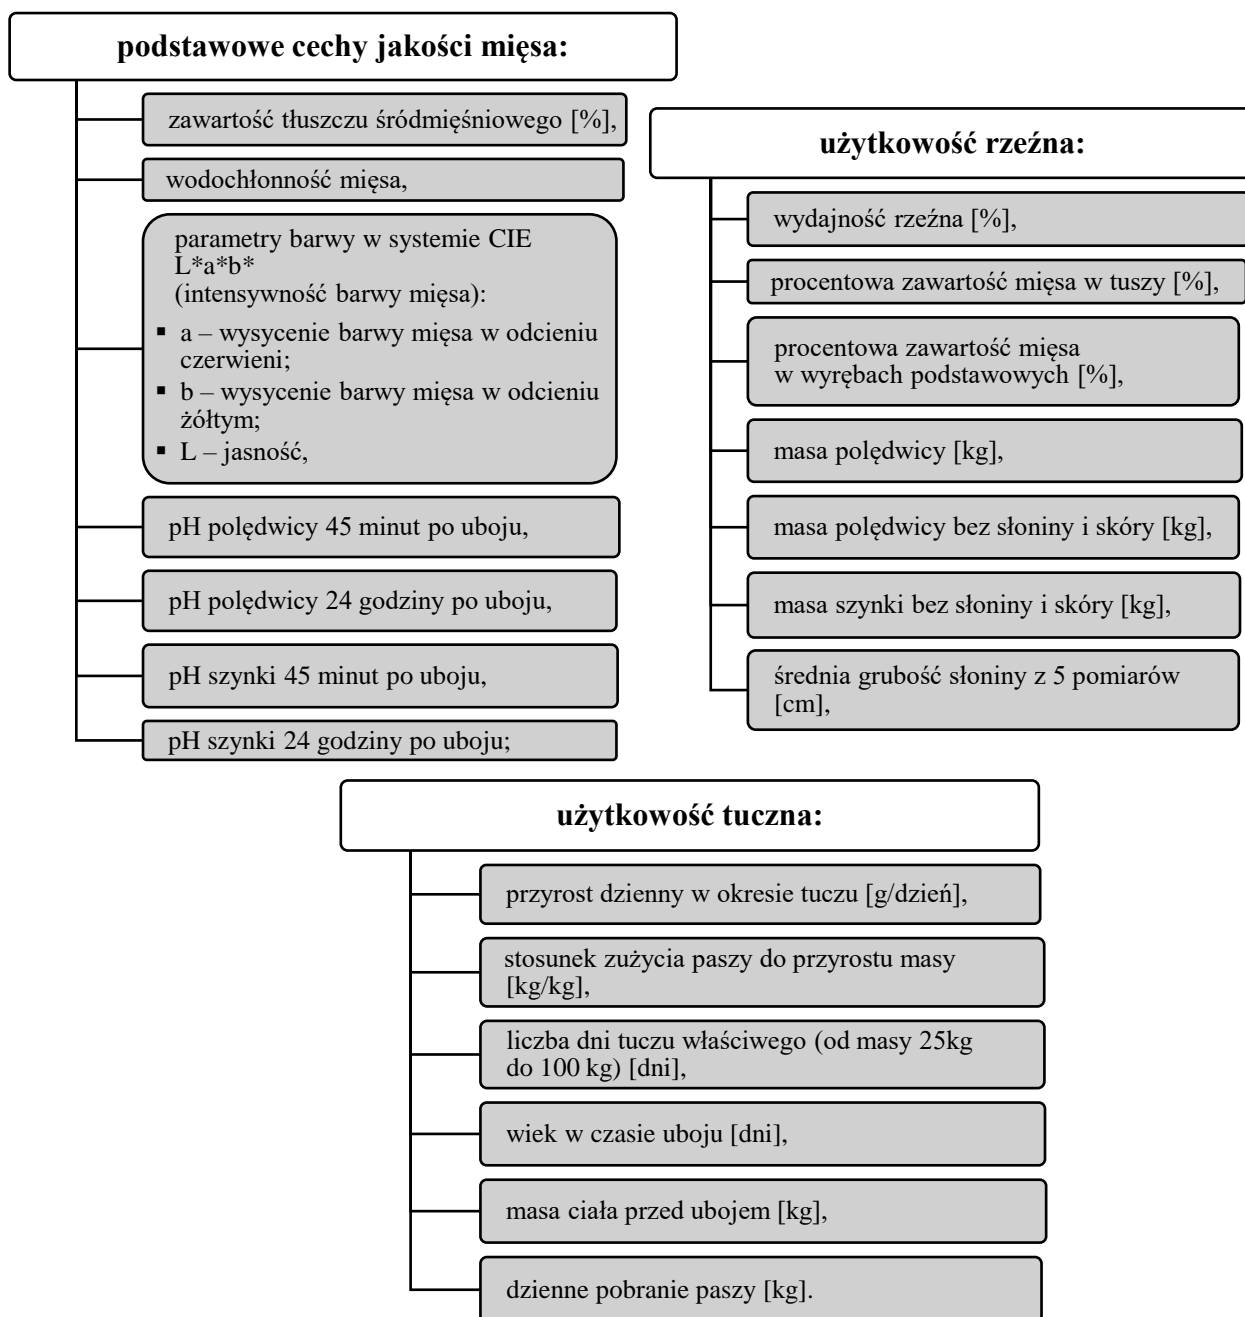 podstawowe cechy jakości mięsa:
zawartość tłuszczu śródmięśniowego [%],
wodochłonność mięsa,
parametry barwy w systemie CIE
L*a*b*
(intensywność barwy mięsa):
▪ a – wysycenie barwy mięsa w odcieniu
czerwieni;
▪ b – wysycenie barwy mięsa w odcieniu
żółtym;
▪ L – jasność,
pH polędwicy 45 minut po uboju,
pH polędwicy 24 godziny po uboju,
pH szynki 45 minut po uboju,
pH szynki 24 godziny po uboju;
użytkowość rzeźna:
wydajność rzeźna [%],
procentowa zawartość mięsa w tuszy [%],
procentowa zawartość mięsa
w wyrębach podstawowych [%],
masa polędwicy [kg],
masa polędwicy bez słoniny i skóry [kg],
masa szynki bez słoniny i skóry [kg],
średnia grubość słoniny z 5 pomiarów
[cm],
użytkowość tuczna:
przyrost dzienny w okresie tuczu [g/dzień],
stosunek zużycia paszy do przyrostu masy
[kg/kg],
liczba dni tuczu właściwego (od masy 25kg
do 100 kg) [dni],
wiek w czasie uboju [dni],
masa ciała przed ubojem [kg],
dzienne pobranie paszy [kg].